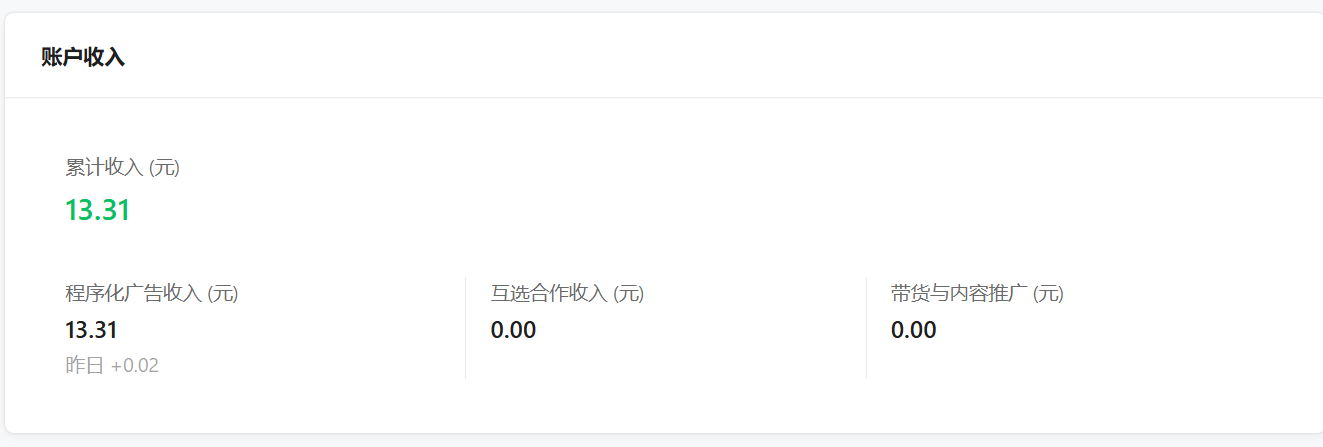 账户收入
累计收入 (元)
13.31
程序化广告收入 (元)
13.31
昨日 +0.02
互选合作收入 (元)
0.00
带货与内容推广 (元)
0.00